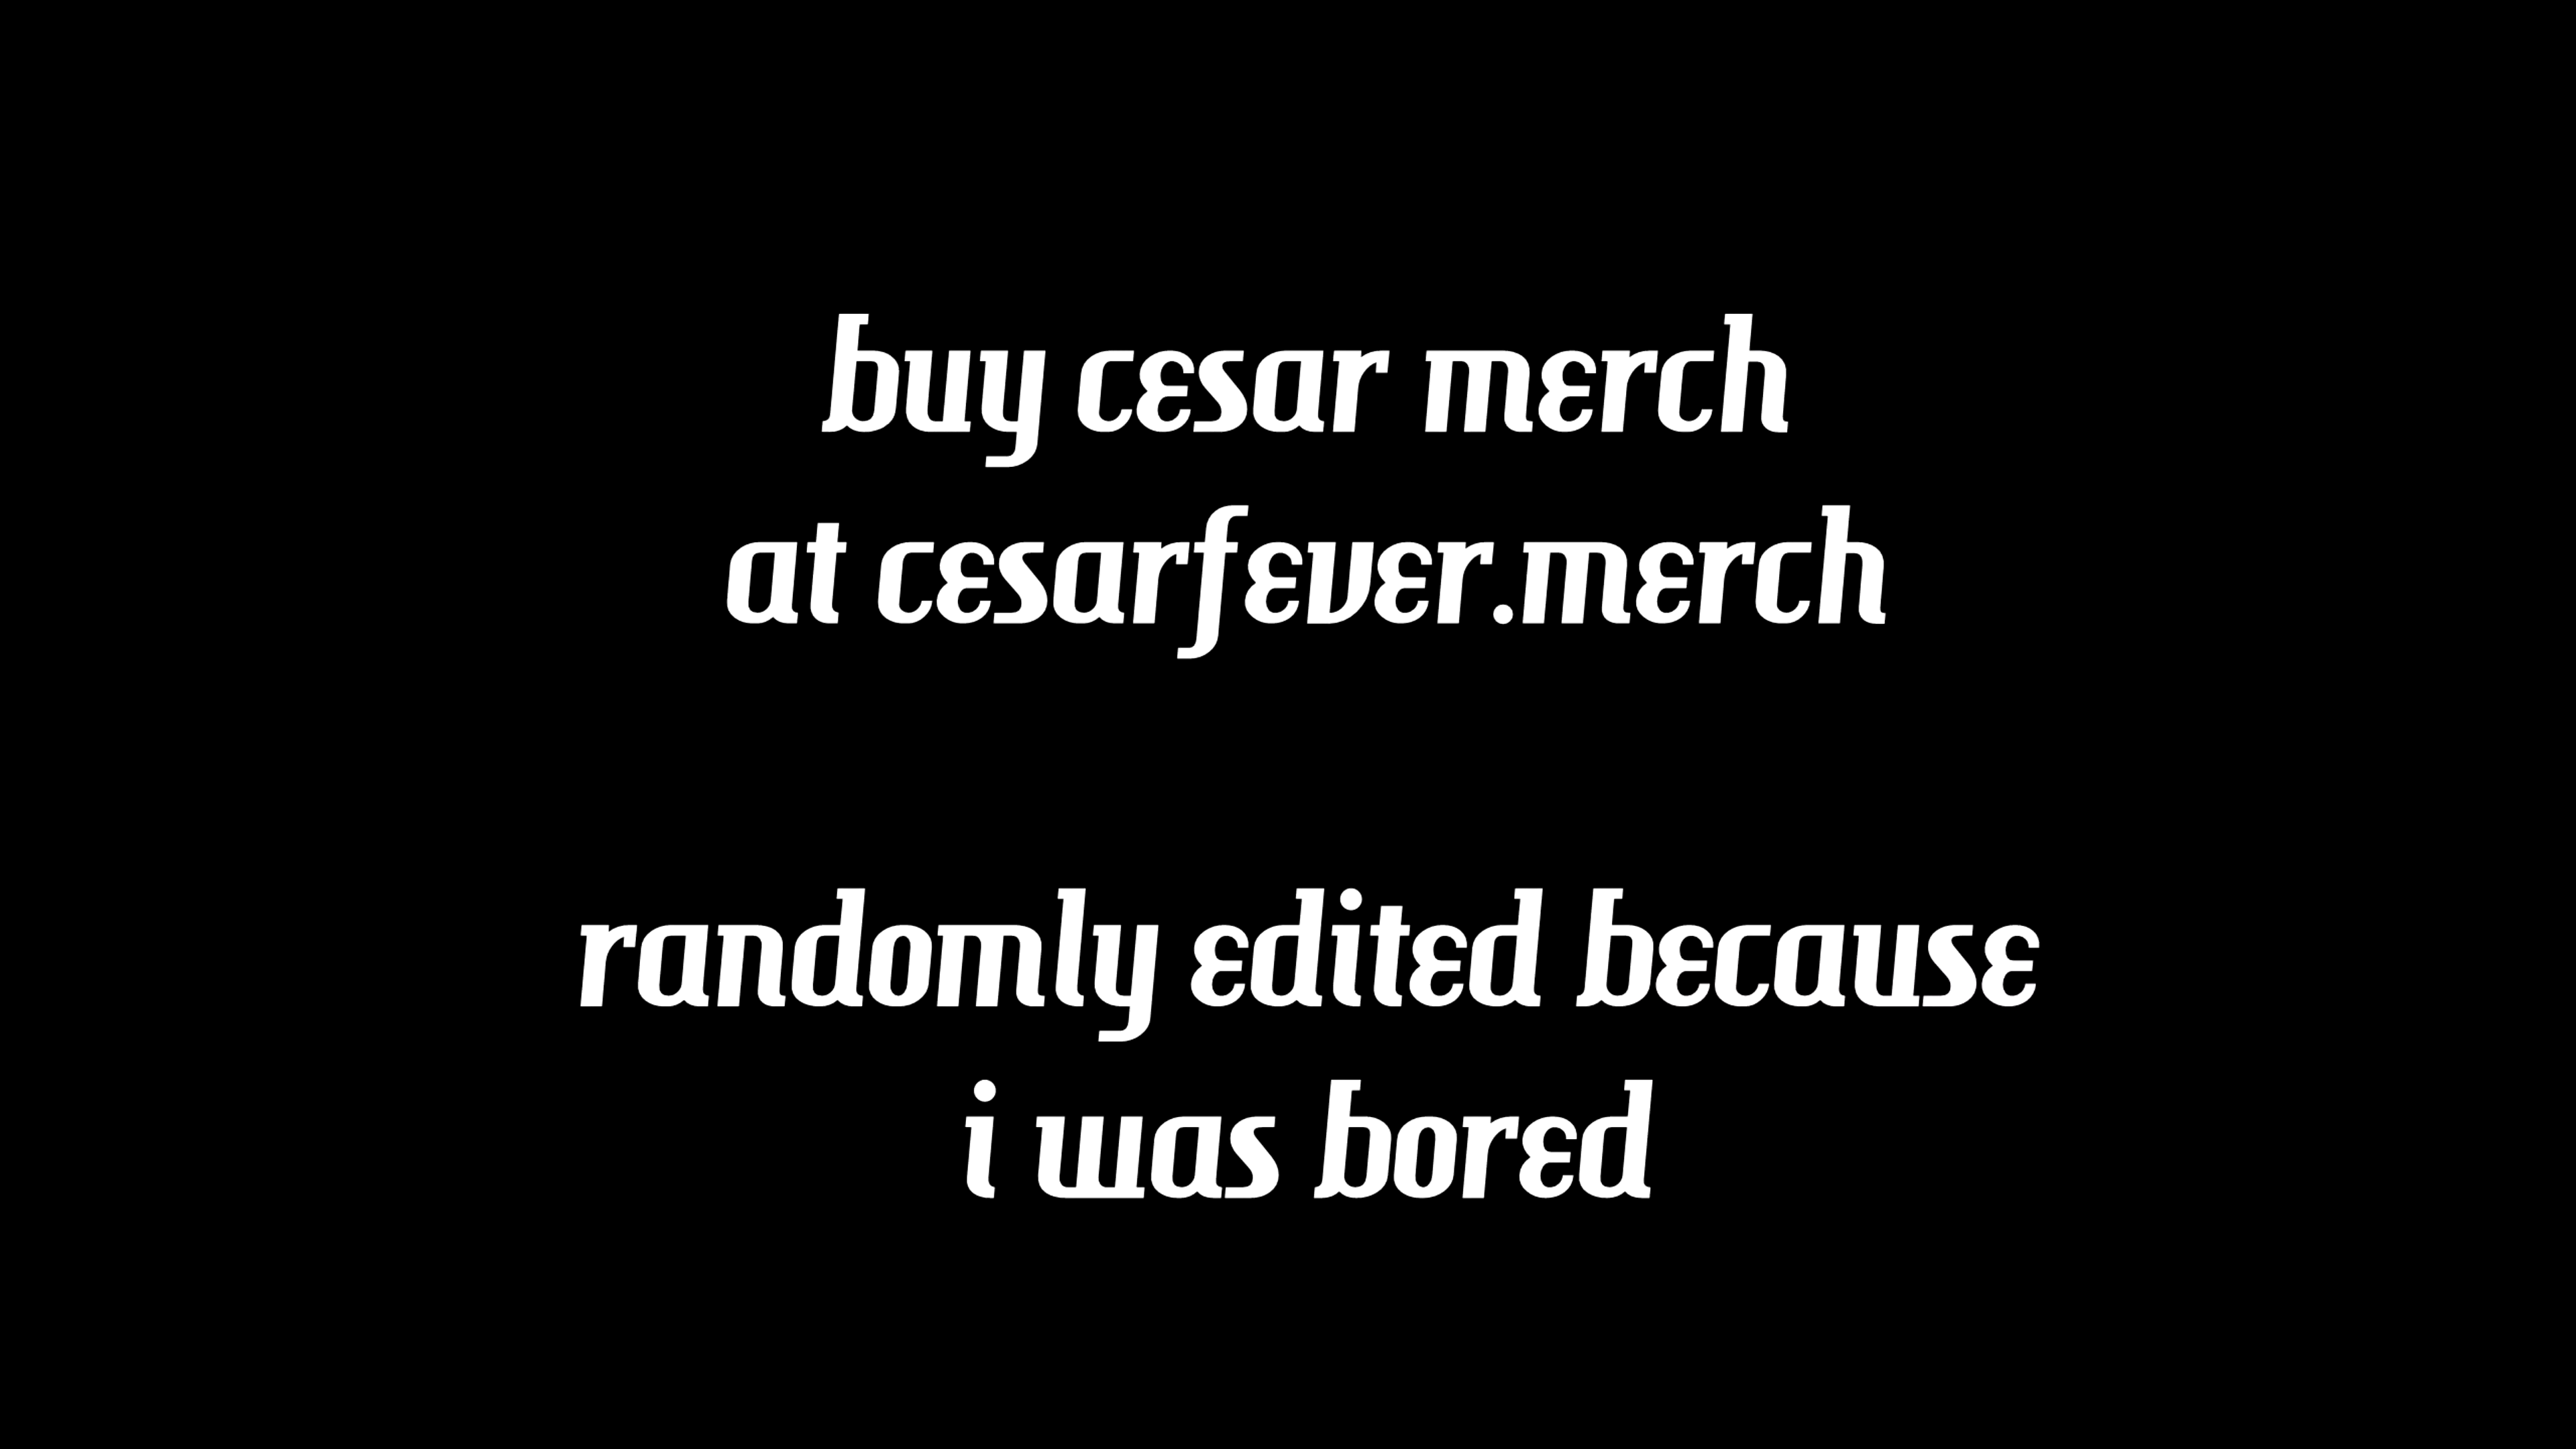 buy cesar merch
at cesarfever.merch
randomly edited because
i was bored